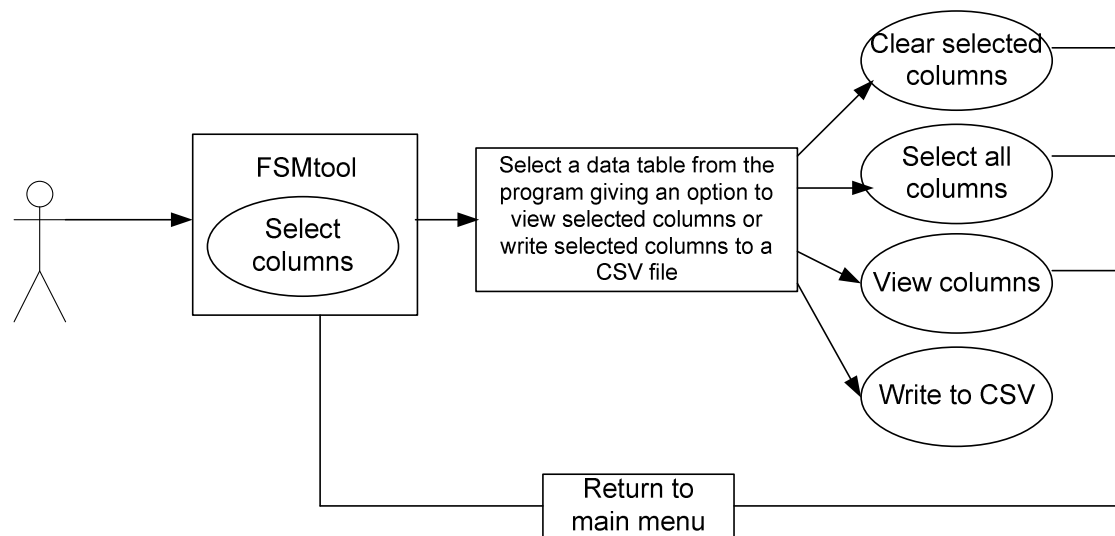 FSMtool
Select
columns
Select a data table from the
program giving an option to
view selected columns or
write selected columns to a
CSV file
Clear selected
columns
Select all
columns
View columns
Write to CSV
Return to
main menu